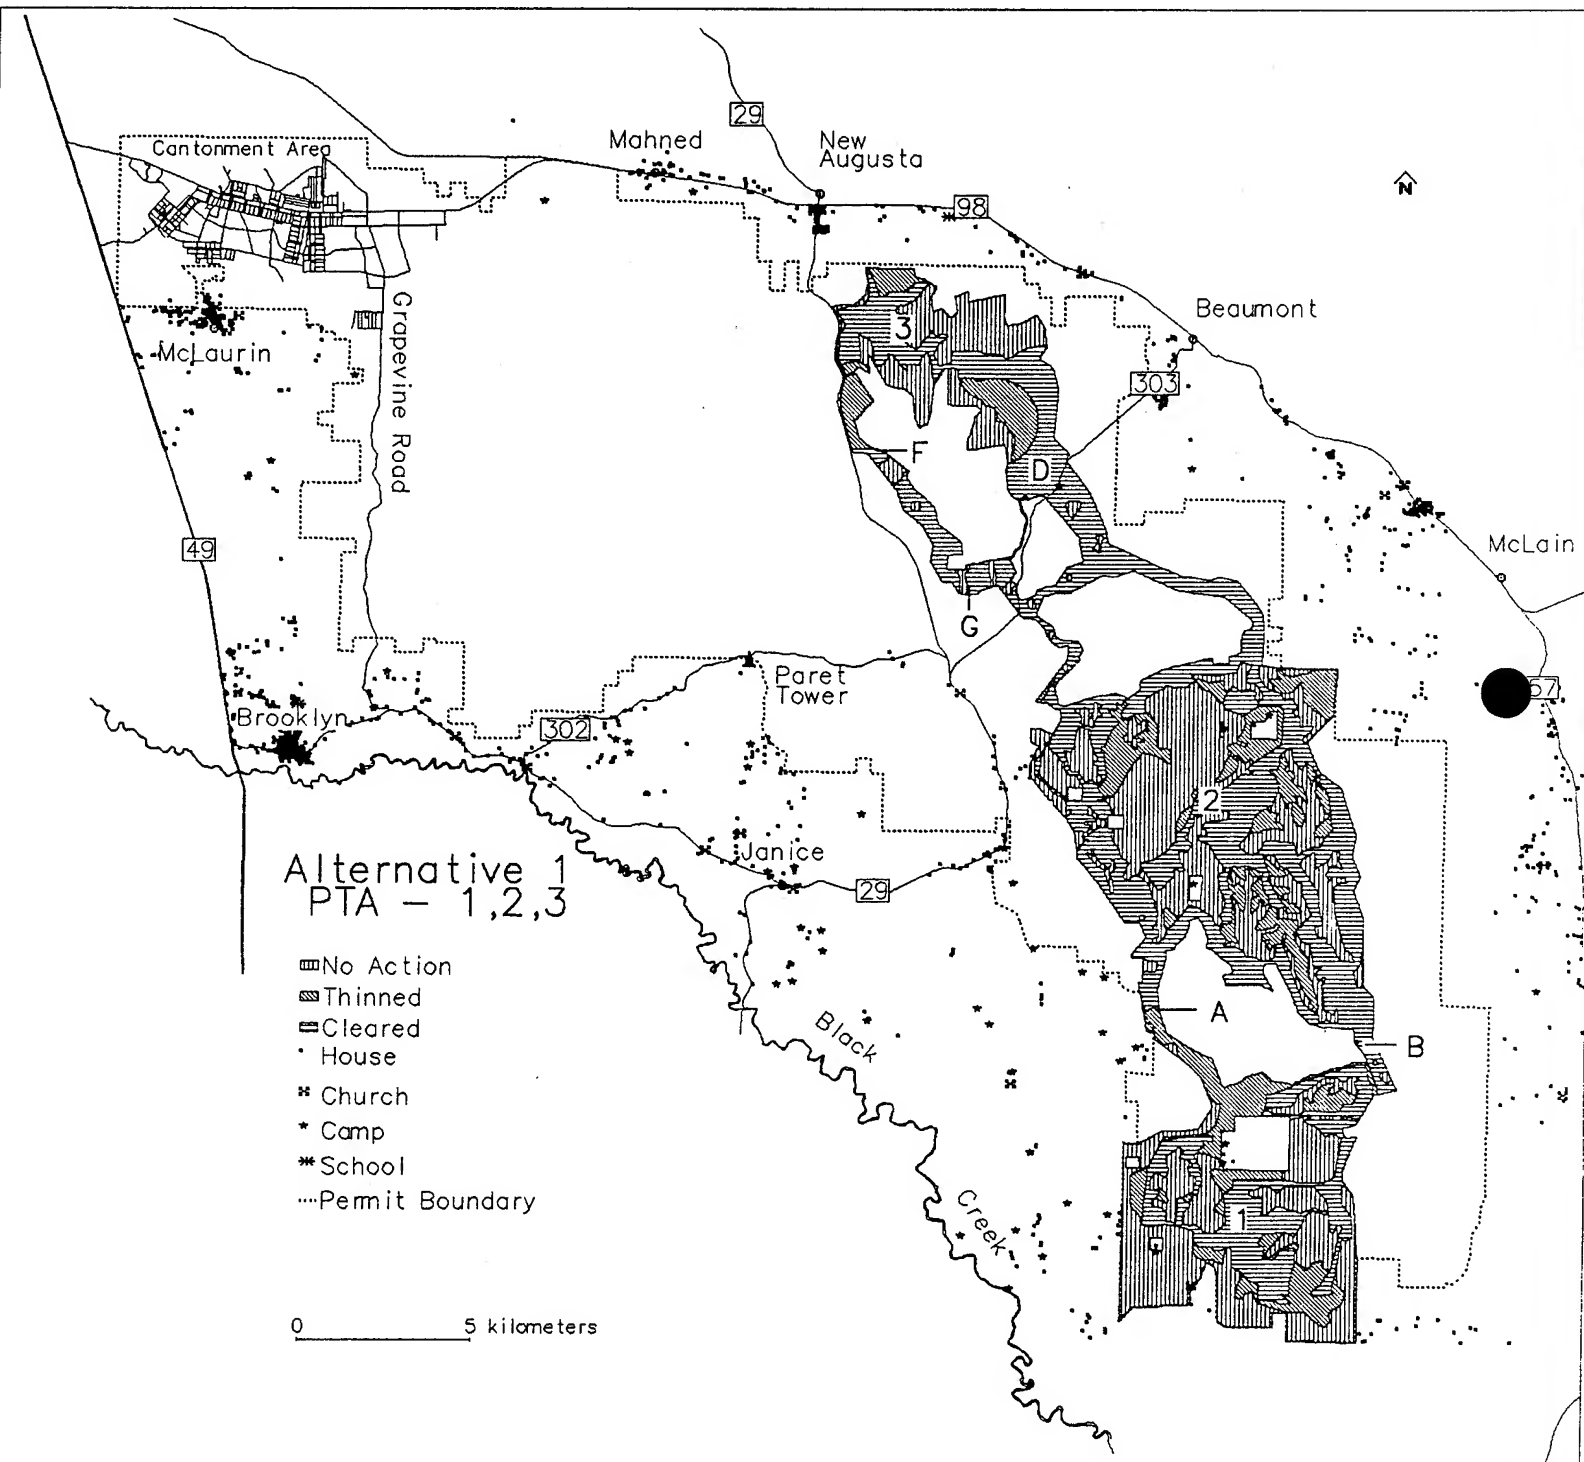 29
Mahned
New
Augusta
Cantonment Area
N
98
Beaumont
3
Grapevine Road
McLaurin
303
F
D
49
McLain
G
Paret
Tower
Brooklyn
302
2
Janice
Alternative 1
PTA - 1,2,3
29
No Action
Thinned
Cleared
House
Church
Camp
School
Permit Boundary
A
B
Black
Creek
1
0 5 kilometers